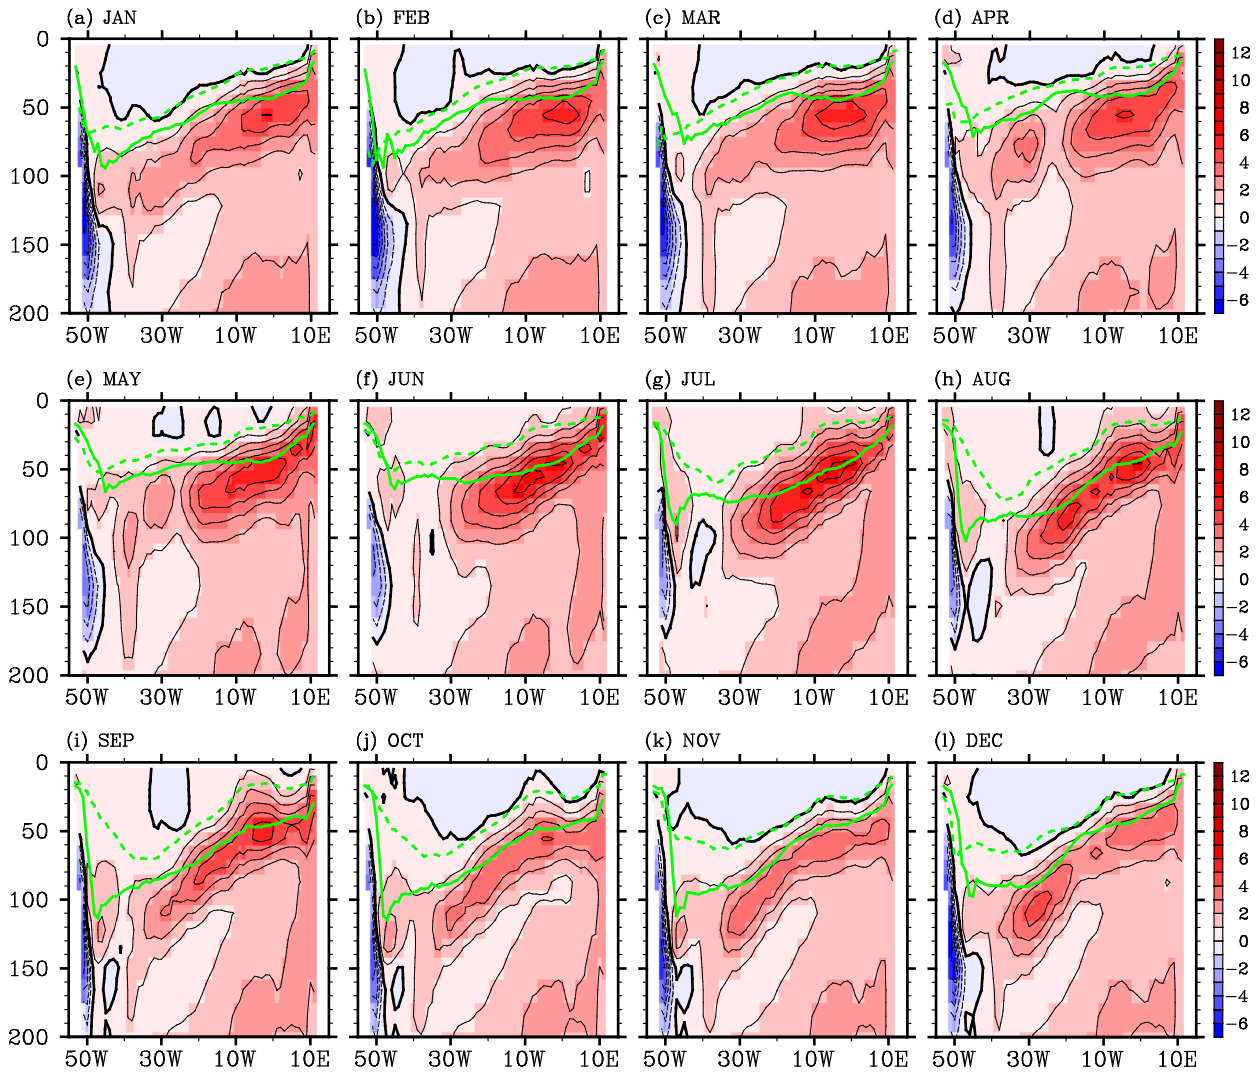 (a) JAN (b) FEB (c) MAR (d) APR
0 50 100 150 200
12 10 8 6 4 2 0 -2 -4 -6
50W 30W 10W 10E 50W 30W 10W 10E 50W 30W 10W 10E 50W 30W 10W 10E
(e) MAY (f) JUN (g) JUL (h) AUG
0 50 100 150 200
12 10 8 6 4 2 0 -2 -4 -6
50W 30W 10W 10E 50W 30W 10W 10E 50W 30W 10W 10E 50W 30W 10W 10E
(i) SEP (j) OCT (k) NOV (l) DEC
0 50 100 150 200
12 10 8 6 4 2 0 -2 -4 -6
50W 30W 10W 10E 50W 30W 10W 10E 50W 30W 10W 10E 50W 30W 10W 10E